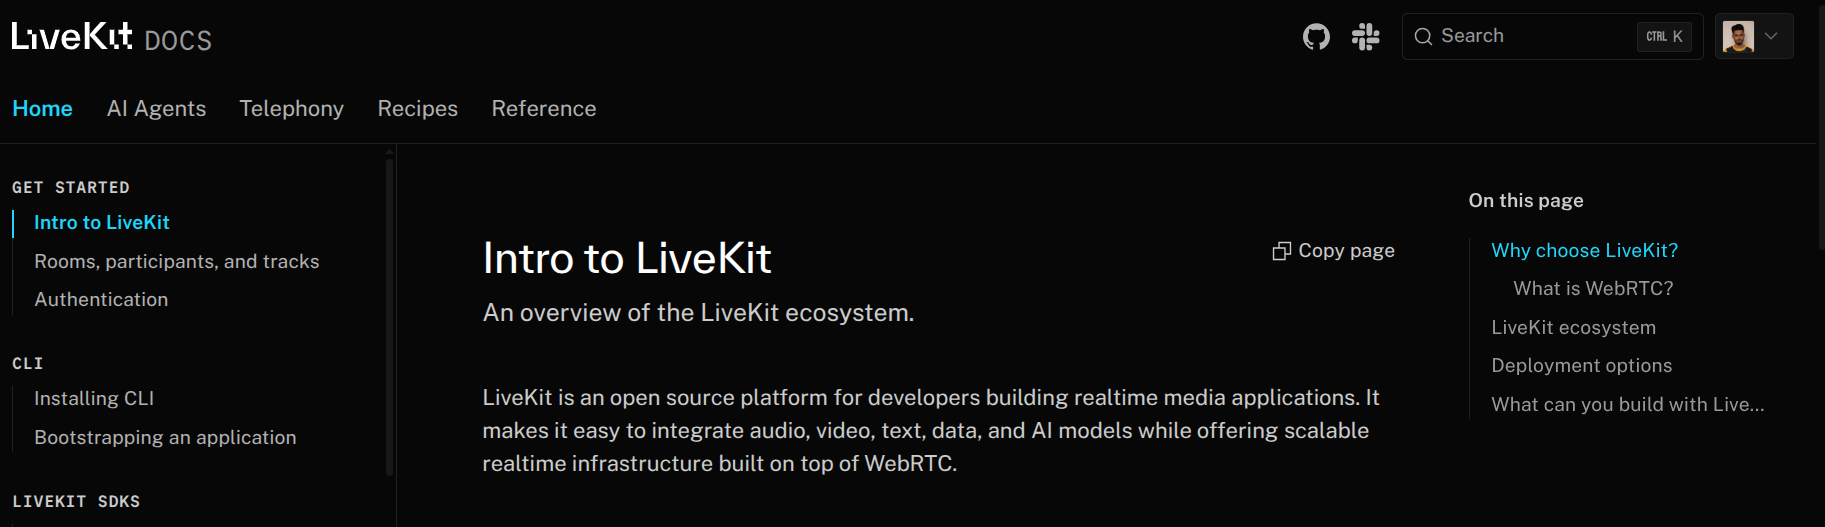 LiveKit DOCS
Search
CTRL K
Home AI Agents Telephony Recipes Reference
GET STARTED
Intro to LiveKit
Rooms, participants, and tracks
Authentication
CLI
Installing CLI
Bootstrapping an application
LIVEKIT SDKS
Intro to LiveKit
Copy page
An overview of the LiveKit ecosystem.
LiveKit is an open source platform for developers building realtime media applications. It
makes it easy to integrate audio, video, text, data, and AI models while offering scalable
realtime infrastructure built on top of WebRTC.
On this page
Why choose LiveKit?
What is WebRTC?
LiveKit ecosystem
Deployment options
What can you build with Live...